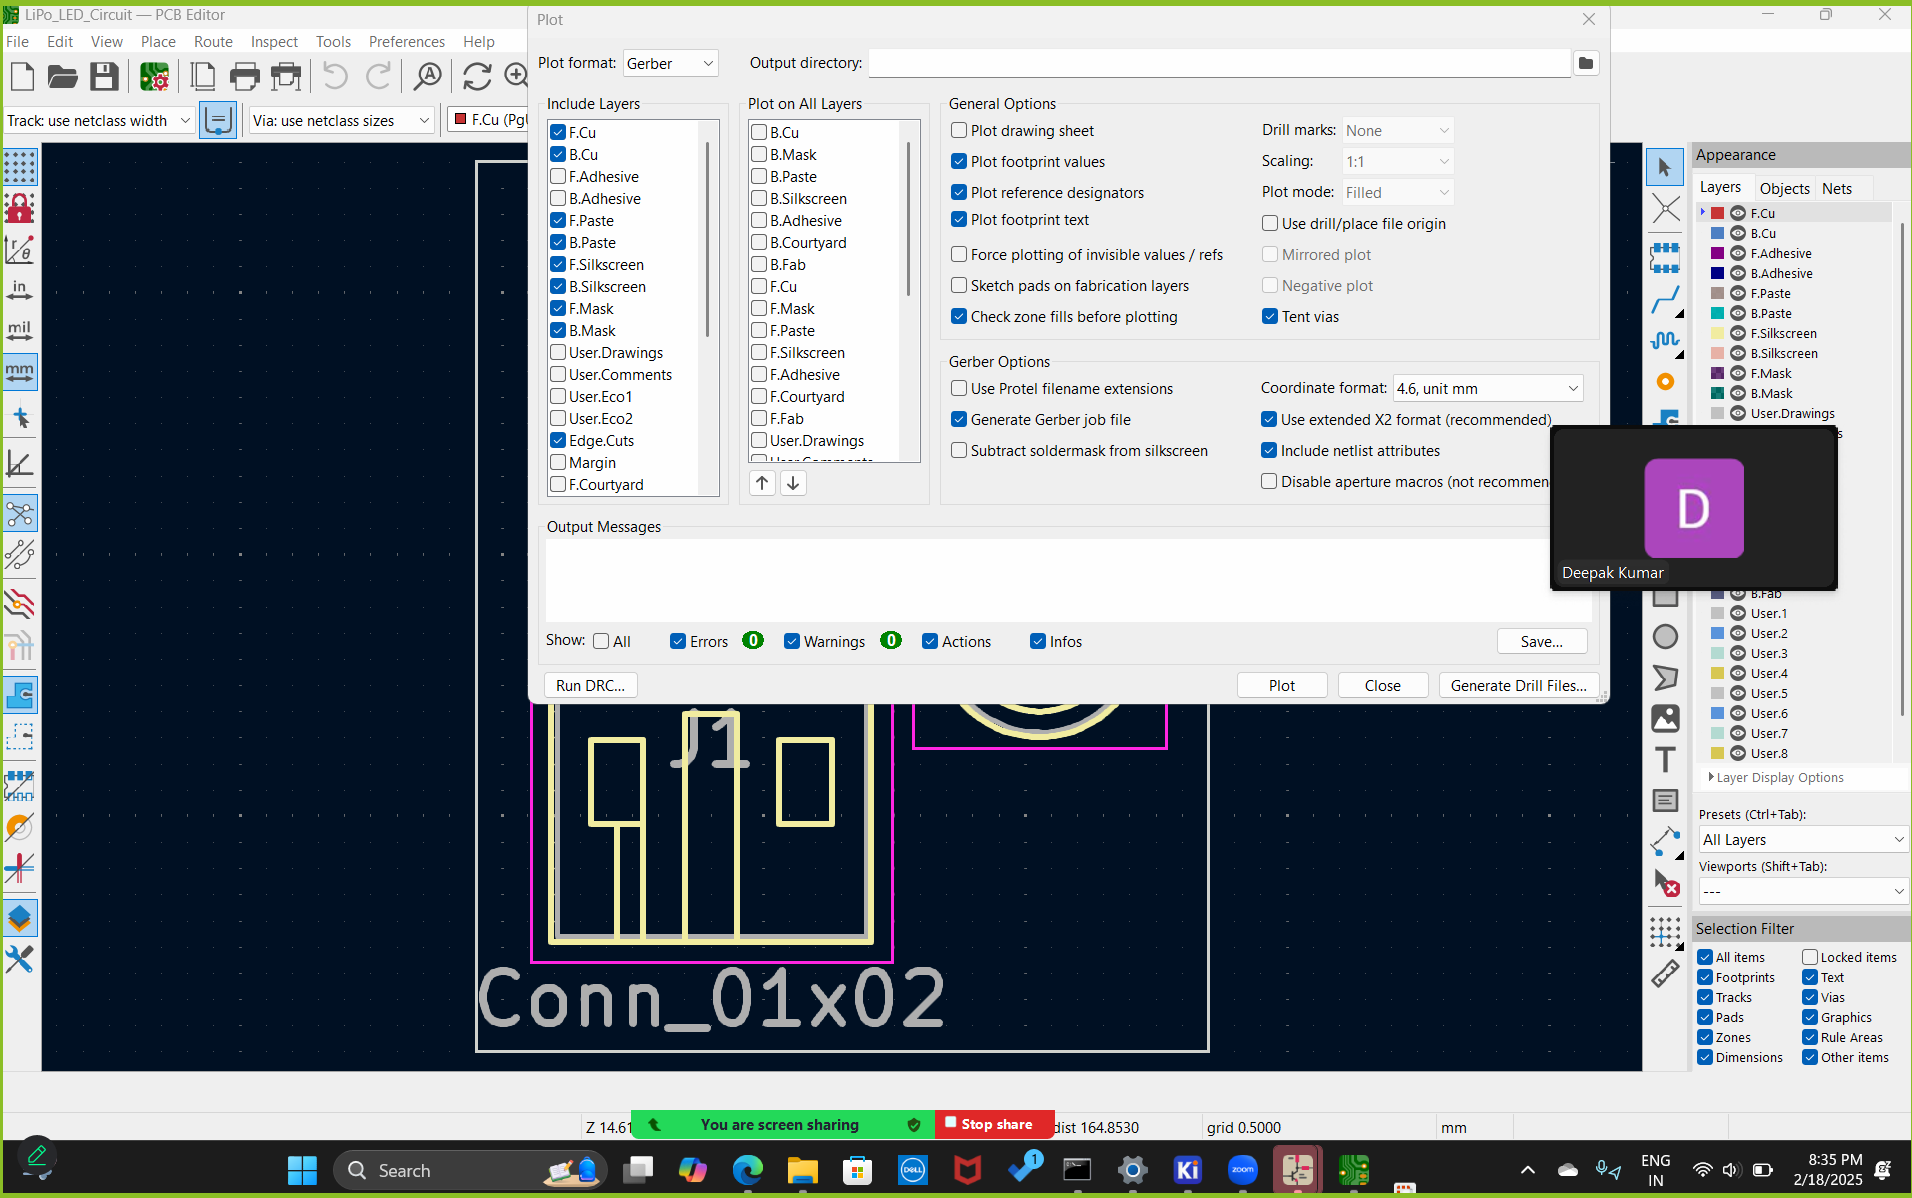 LiPo_LED_Circuit — PCB Editor
File Edit View Place Route Inspect Tools Preferences Help
Track: use netclass width
Via: use netclass sizes
F.Cu (Pg
in
mil
mm
Plot
Plot format: Gerber
Output directory:
Include Layers
F.Cu
B.Cu
F.Adhesive
B.Adhesive
F.Paste
B.Paste
F.Silkscreen
B.Silkscreen
F.Mask
B.Mask
User.Drawings
User.Comments
User.Eco1
User.Eco2
Edge.Cuts
Margin
F.Courtyard
Plot on All Layers
B.Cu
B.Mask
B.Paste
B.Silkscreen
B.Adhesive
B.Courtyard
B.Fab
F.Cu
F.Mask
F.Paste
F.Silkscreen
F.Adhesive
F.Courtyard
F.Fab
User.Drawings
User.Comments
General Options
Plot drawing sheet
Plot footprint values
Plot reference designators
Plot footprint text
Force plotting of invisible values / refs
Sketch pads on fabrication layers
Check zone fills before plotting
Drill marks: None
Scaling: 1:1
Plot mode: Filled
Use drill/place file origin
Mirrored plot
Negative plot
Tent vias
Gerber Options
Use Protel filename extensions
Generate Gerber job file
Subtract soldermask from silkscreen
Coordinate format: 4.6, unit mm
Use extended X2 format (recommended)
Include netlist attributes
Disable aperture macros (not recommen
Output Messages
Show: All Errors 0 Warnings 0 Actions Infos
Save...
Run DRC... Plot Close Generate Drill Files...
J1
Conn_01x02
D
Deepak Kumar
Appearance
Layers Objects Nets
F.Cu
B.Cu
F.Adhesive
B.Adhesive
F.Paste
B.Paste
F.Silkscreen
B.Silkscreen
F.Mask
B.Mask
User.Drawings
s
B.Fab
User.1
User.2
User.3
User.4
User.5
User.6
User.7
User.8
Layer Display Options
Presets (Ctrl+Tab):
All Layers
Viewports (Shift+Tab):
---
Selection Filter
All items Locked items
Footprints Text
Tracks Vias
Pads Graphics
Zones Rule Areas
Dimensions Other items
Z 14.61
You are screen sharing
Stop share
dist 164.8530
grid 0.5000
mm
Search
DELL
1
Ki
zoom
ENG
IN
8:35 PM
2/18/2025